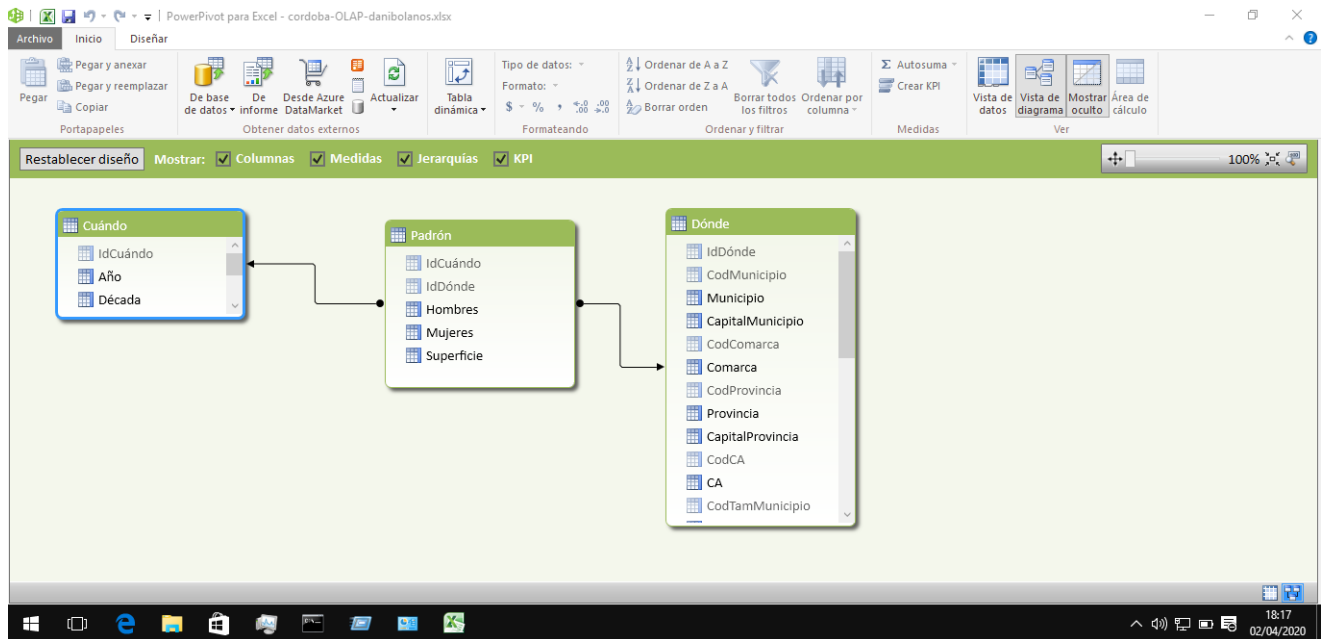 PowerPivot para Excel - cordoba-OLAP-danibolanos.xlsx
Archivo Inicio Diseñar
Pegar
Pegar y anexar
Pegar y reemplazar
Copiar
Portapapeles
De base de datos
De informe
Desde Azure DataMarket
Actualizar
Obtener datos externos
Tabla dinámica
Tipo de datos:
Formato:
$ % , ←.0 .00 .00 →.0
Formateando
Ordenar de A a Z
Ordenar de Z a A
Borrar orden
Borrar todos los filtros
Ordenar por columna
Ordenar y filtrar
Σ Autosuma
Crear KPI
Medidas
Vista de datos
Vista de diagrama
Mostrar oculto
Área de cálculo
Ver
Restablecer diseño Mostrar: Columnas Medidas Jerarquías KPI
100%
Cuándo
IdCuándo
Año
Década
Padrón
IdCuándo
IdDónde
Hombres
Mujeres
Superficie
Dónde
IdDónde
CodMunicipio
Municipio
CapitalMunicipio
CodComarca
Comarca
CodProvincia
Provincia
CapitalProvincia
CodCA
CA
CodTamMunicipio
18:17
02/04/2020